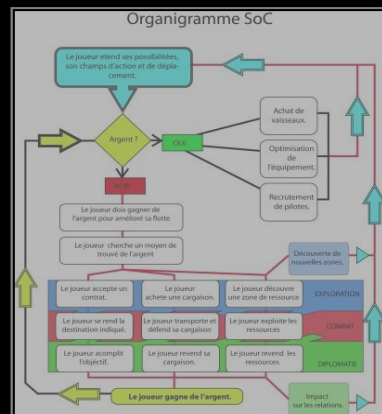 Organigramme SoC
Le joueur etend ses possibilitées,
son champs d'action et de dépla-
cement.
Argent ?
OUI
NON
Achat de
vaisseaux.
Optimisation
de
l'équipement.
Recrutement
de pilotes.
Le joueur dois gagner de
l'argent pour amélioré sa flotte
Le joueur cherche un moyen de
trouvé de l'argent
Découverte de
nouvelles zones.
Le joueur accepte un
contrat.
Le joueur
achete une cargaison.
Le joueur découvre
une zone de ressource
EXPLORATION
Le joueur se rend la
destination indiqué.
Le joueur transporte et
défend sa cargaison
Le joueur exploite les
ressources
COMBAT
Le joueur acomplit
l'objectif.
Le joueur revend sa
cargaison.
Le joueur revend les
ressources.
DIPLOMATIE
Le joueur gagne de l'argent.
Impact
sur les relations.